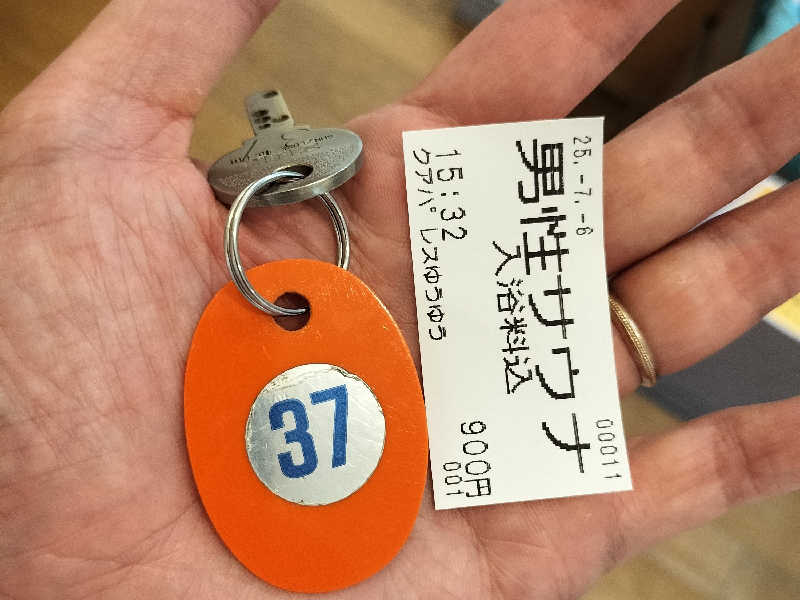 25.-7.-6
男性サウナ
入浴料込
15:32
クアパレスゆうゆう
00011
900円
001
37